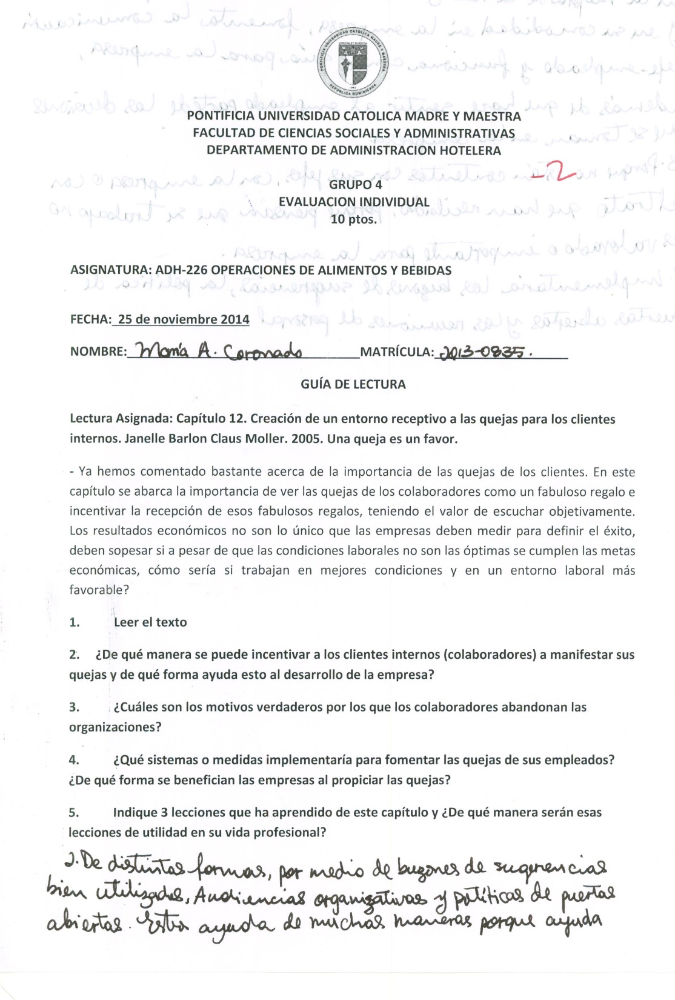 PONTIFICIA UNIVERSIDAD CATOLICA MADRE Y MAESTRA
REPUBLICA DOMINICANA
PONTIFICIA UNIVERSIDAD CATOLICA MADRE Y MAESTRA
FACULTAD DE CIENCIAS SOCIALES Y ADMINISTRATIVAS
DEPARTAMENTO DE ADMINISTRACION HOTELERA
-2
GRUPO 4
EVALUACION INDIVIDUAL
10 ptos.
ASIGNATURA: ADH-226 OPERACIONES DE ALIMENTOS Y BEBIDAS
FECHA: 25 de noviembre 2014
NOMBRE: María A. Coronado MATRÍCULA: 2013-0835.
GUÍA DE LECTURA
Lectura Asignada: Capítulo 12. Creación de un entorno receptivo a las quejas para los clientes
internos. Janelle Barlon Claus Moller. 2005. Una queja es un favor.
- Ya hemos comentado bastante acerca de la importancia de las quejas de los clientes. En este
capítulo se abarca la importancia de ver las quejas de los colaboradores como un fabuloso regalo e
incentivar la recepción de esos fabulosos regalos, teniendo el valor de escuchar objetivamente.
Los resultados económicos no son lo único que las empresas deben medir para definir el éxito,
deben sopesar si a pesar de que las condiciones laborales no son las óptimas se cumplen las metas
económicas, cómo sería si trabajan en mejores condiciones y en un entorno laboral más
favorable?
1. Leer el texto
2. ¿De qué manera se puede incentivar a los clientes internos (colaboradores) a manifestar sus
quejas y de qué forma ayuda esto al desarrollo de la empresa?
3. ¿Cuáles son los motivos verdaderos por los que los colaboradores abandonan las
organizaciones?
4. ¿Qué sistemas o medidas implementaría para fomentar las quejas de sus empleados?
¿De qué forma se benefician las empresas al propiciar las quejas?
5. Indique 3 lecciones que ha aprendido de este capítulo y ¿De qué manera serán esas
lecciones de utilidad en su vida profesional?
2. De distintas formas, por medio de buzones de sugerencias
bien utilizados, Audiencias organizativas y políticas de puertas
abiertas. Esto ayuda de muchas maneras porque ayuda